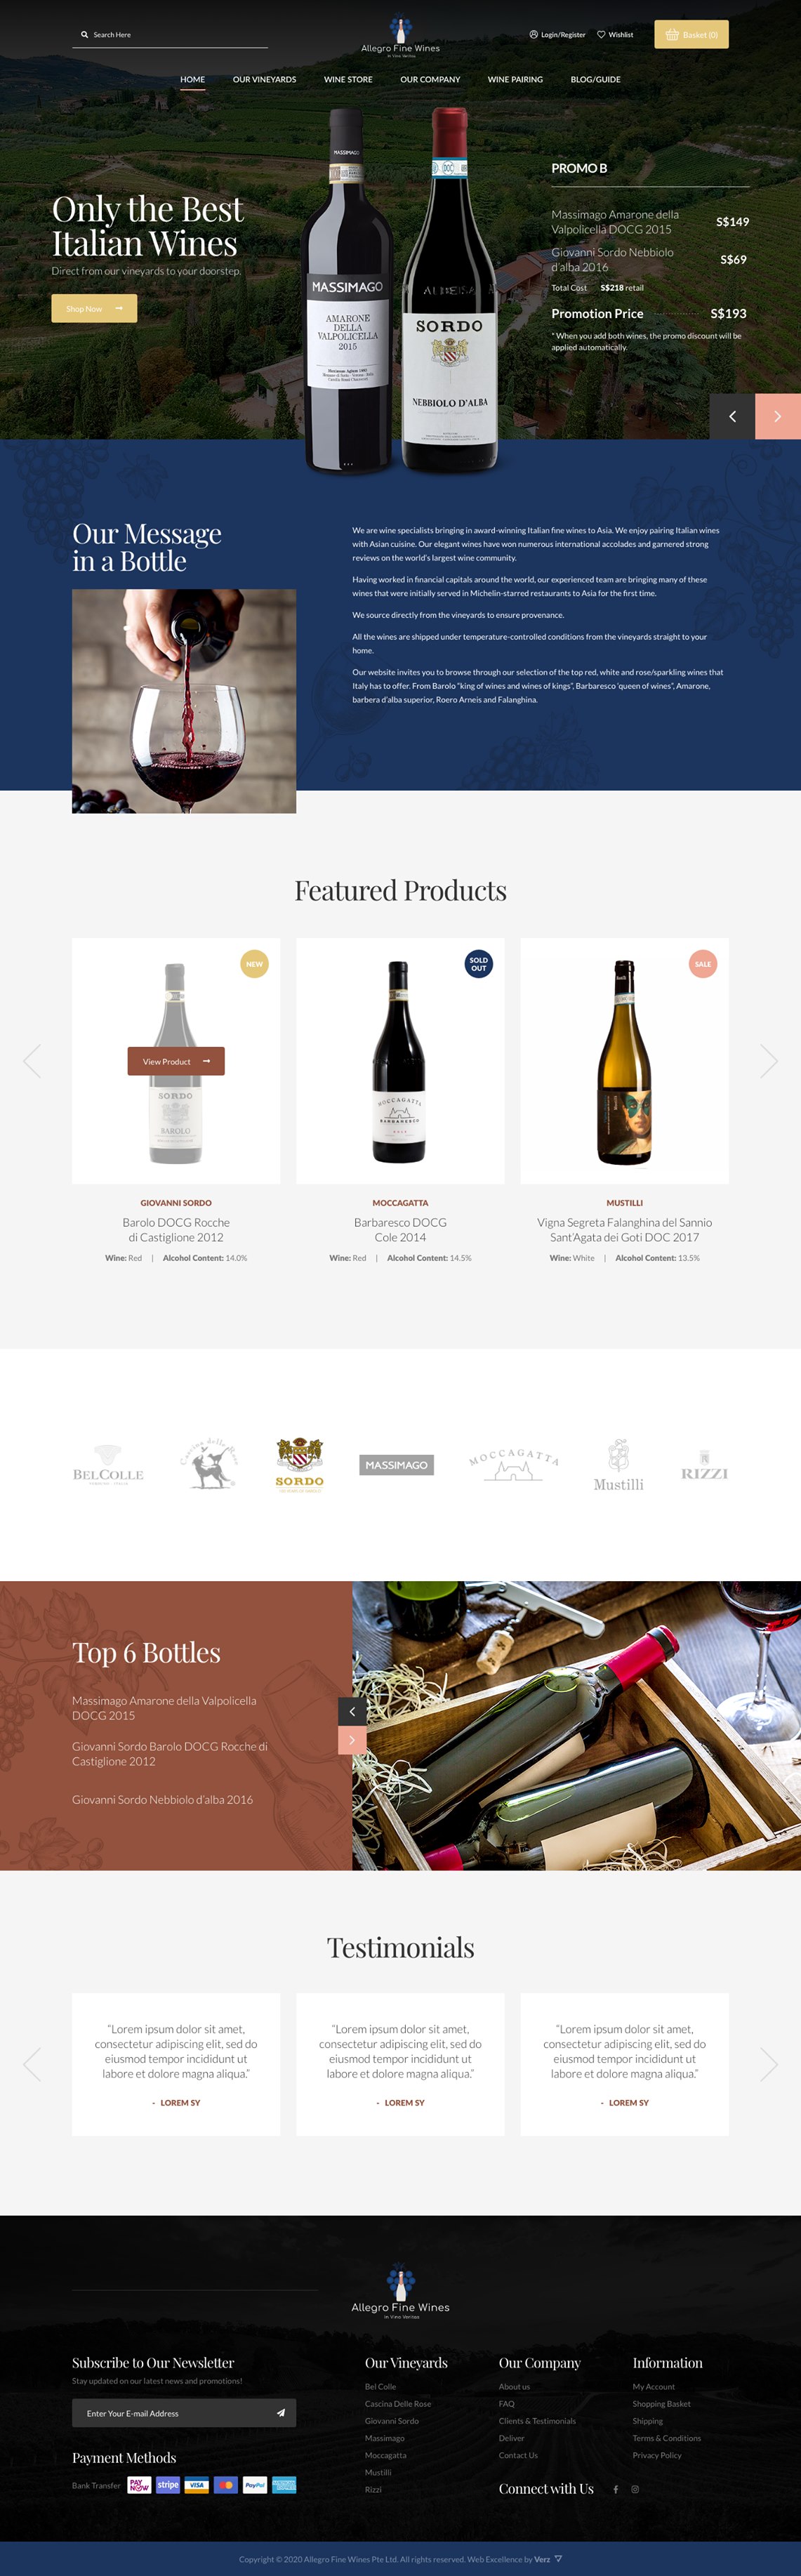 Search Here
Allegro Fine Wines
In Vino Veritas
Login/Register
Wishlist
Basket (0)
HOME
OUR VINEYARDS
WINE STORE
OUR COMPANY
WINE PAIRING
BLOG/GUIDE
Only the Best
Italian Wines
Direct from our vineyards to your doorstep.
Shop Now
MASSIMAGO
MASSIMAGO
AMARONE
DELLA
VALPOLICELLA
2015
DOC
ALBEISA
SORDO
NEBBIOLO D'ALBA
PROMO B
Massimago Amarone della
Valpolicella DOCG 2015
S$149
Giovanni Sordo Nebbiolo
d'alba 2016
S$69
Total Cost S$218 retail
Promotion Price S$193
* When you add both wines, the promo discount will be
applied automatically.
Our Message
in a Bottle
We are wine specialists bringing in award-winning Italian fine wines to Asia. We enjoy pairing Italian wines
with Asian cuisine. Our elegant wines have won numerous international accolades and garnered strong
reviews on the world's largest wine community.
Having worked in financial capitals around the world, our experienced team are bringing many of these
wines that were initially served in Michelin-starred restaurants to Asia for the first time.
We source directly from the vineyards to ensure provenance.
All the wines are shipped under temperature-controlled conditions from the vineyards straight to your
home.
Our website invites you to browse through our selection of the top red, white and rose/sparkling wines that
Italy has to offer. From Barolo "king of wines and wines of kings", Barbaresco 'queen of wines", Amarone,
barbera d'alba superior, Roero Arneis and Falanghina.
Featured Products
NEW
View Product
SORDO
BAROLO
SOLD
OUT
MOCCAGATTA
BARBARESCO
SALE
GIOVANNI SORDO
Barolo DOCG Rocche
di Castiglione 2012
Wine: Red | Alcohol Content: 14.0%
MOCCAGATTA
Barbaresco DOCG
Cole 2014
Wine: Red | Alcohol Content: 14.5%
MUSTILLI
Vigna Segreta Falanghina del Sannio
Sant'Agata dei Goti DOC 2017
Wine: White | Alcohol Content: 13.5%
BELCOLLE
Cascina delle Rose
SORDO
MASSIMAGO
MOCCAGATTA
Mustilli
RIZZI
Top 6 Bottles
Massimago Amarone della Valpolicella
DOCG 2015
Giovanni Sordo Barolo DOCG Rocche di
Castiglione 2012
Giovanni Sordo Nebbiolo d'alba 2016
Testimonials
"Lorem ipsum dolor sit amet,
consectetur adipiscing elit, sed do
eiusmod tempor incididunt ut
labore et dolore magna aliqua."
- LOREM SY
"Lorem ipsum dolor sit amet,
consectetur adipiscing elit, sed do
eiusmod tempor incididunt ut
labore et dolore magna aliqua."
- LOREM SY
"Lorem ipsum dolor sit amet,
consectetur adipiscing elit, sed do
eiusmod tempor incididunt ut
labore et dolore magna aliqua."
- LOREM SY
Allegro Fine Wines
In Vino Veritas
Subscribe to Our Newsletter
Stay updated on our latest news and promotions!
Enter Your E-mail Address
Payment Methods
Bank Transfer
PAY
NOW
stripe
VISA
PayPal
Our Vineyards
Bel Colle
Cascina Delle Rose
Giovanni Sordo
Massimago
Moccagatta
Mustilli
Rizzi
Our Company
About us
FAQ
Clients & Testimonials
Deliver
Contact Us
Information
My Account
Shopping Basket
Shipping
Terms & Conditions
Privacy Policy
Connect with Us
Copyright © 2020 Allegro Fine Wines Pte Ltd. All rights reserved. Web Excellence by Verz